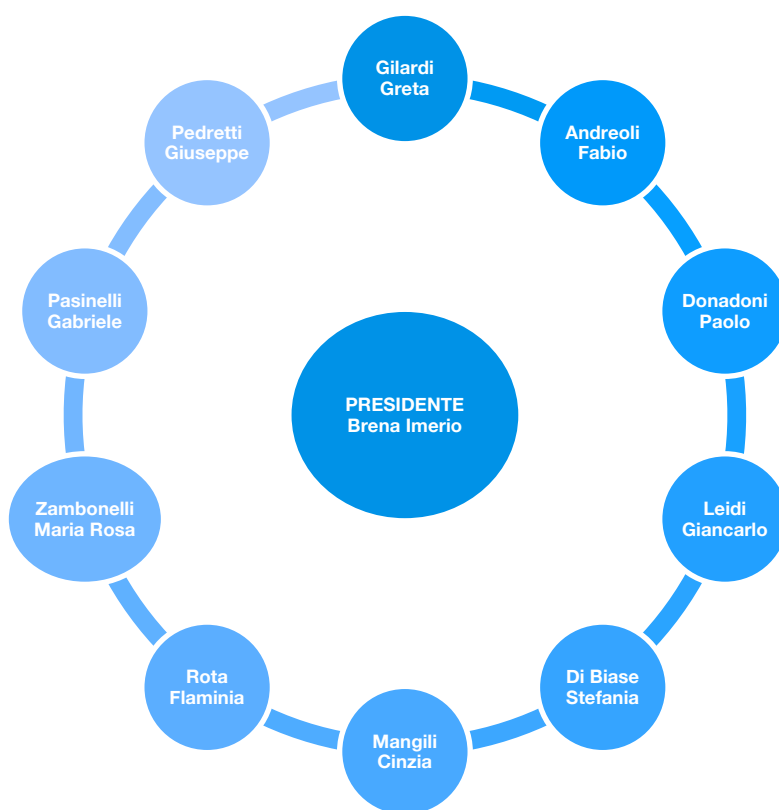 Gilardi
Greta
Andreoli
Fabio
Donadoni
Paolo
Leidi
Giancarlo
Di Biase
Stefania
Mangili
Cinzia
Rota
Flaminia
Zambonelli
Maria Rosa
Pasinelli
Gabriele
Pedretti
Giuseppe
PRESIDENTE
Brena Imerio